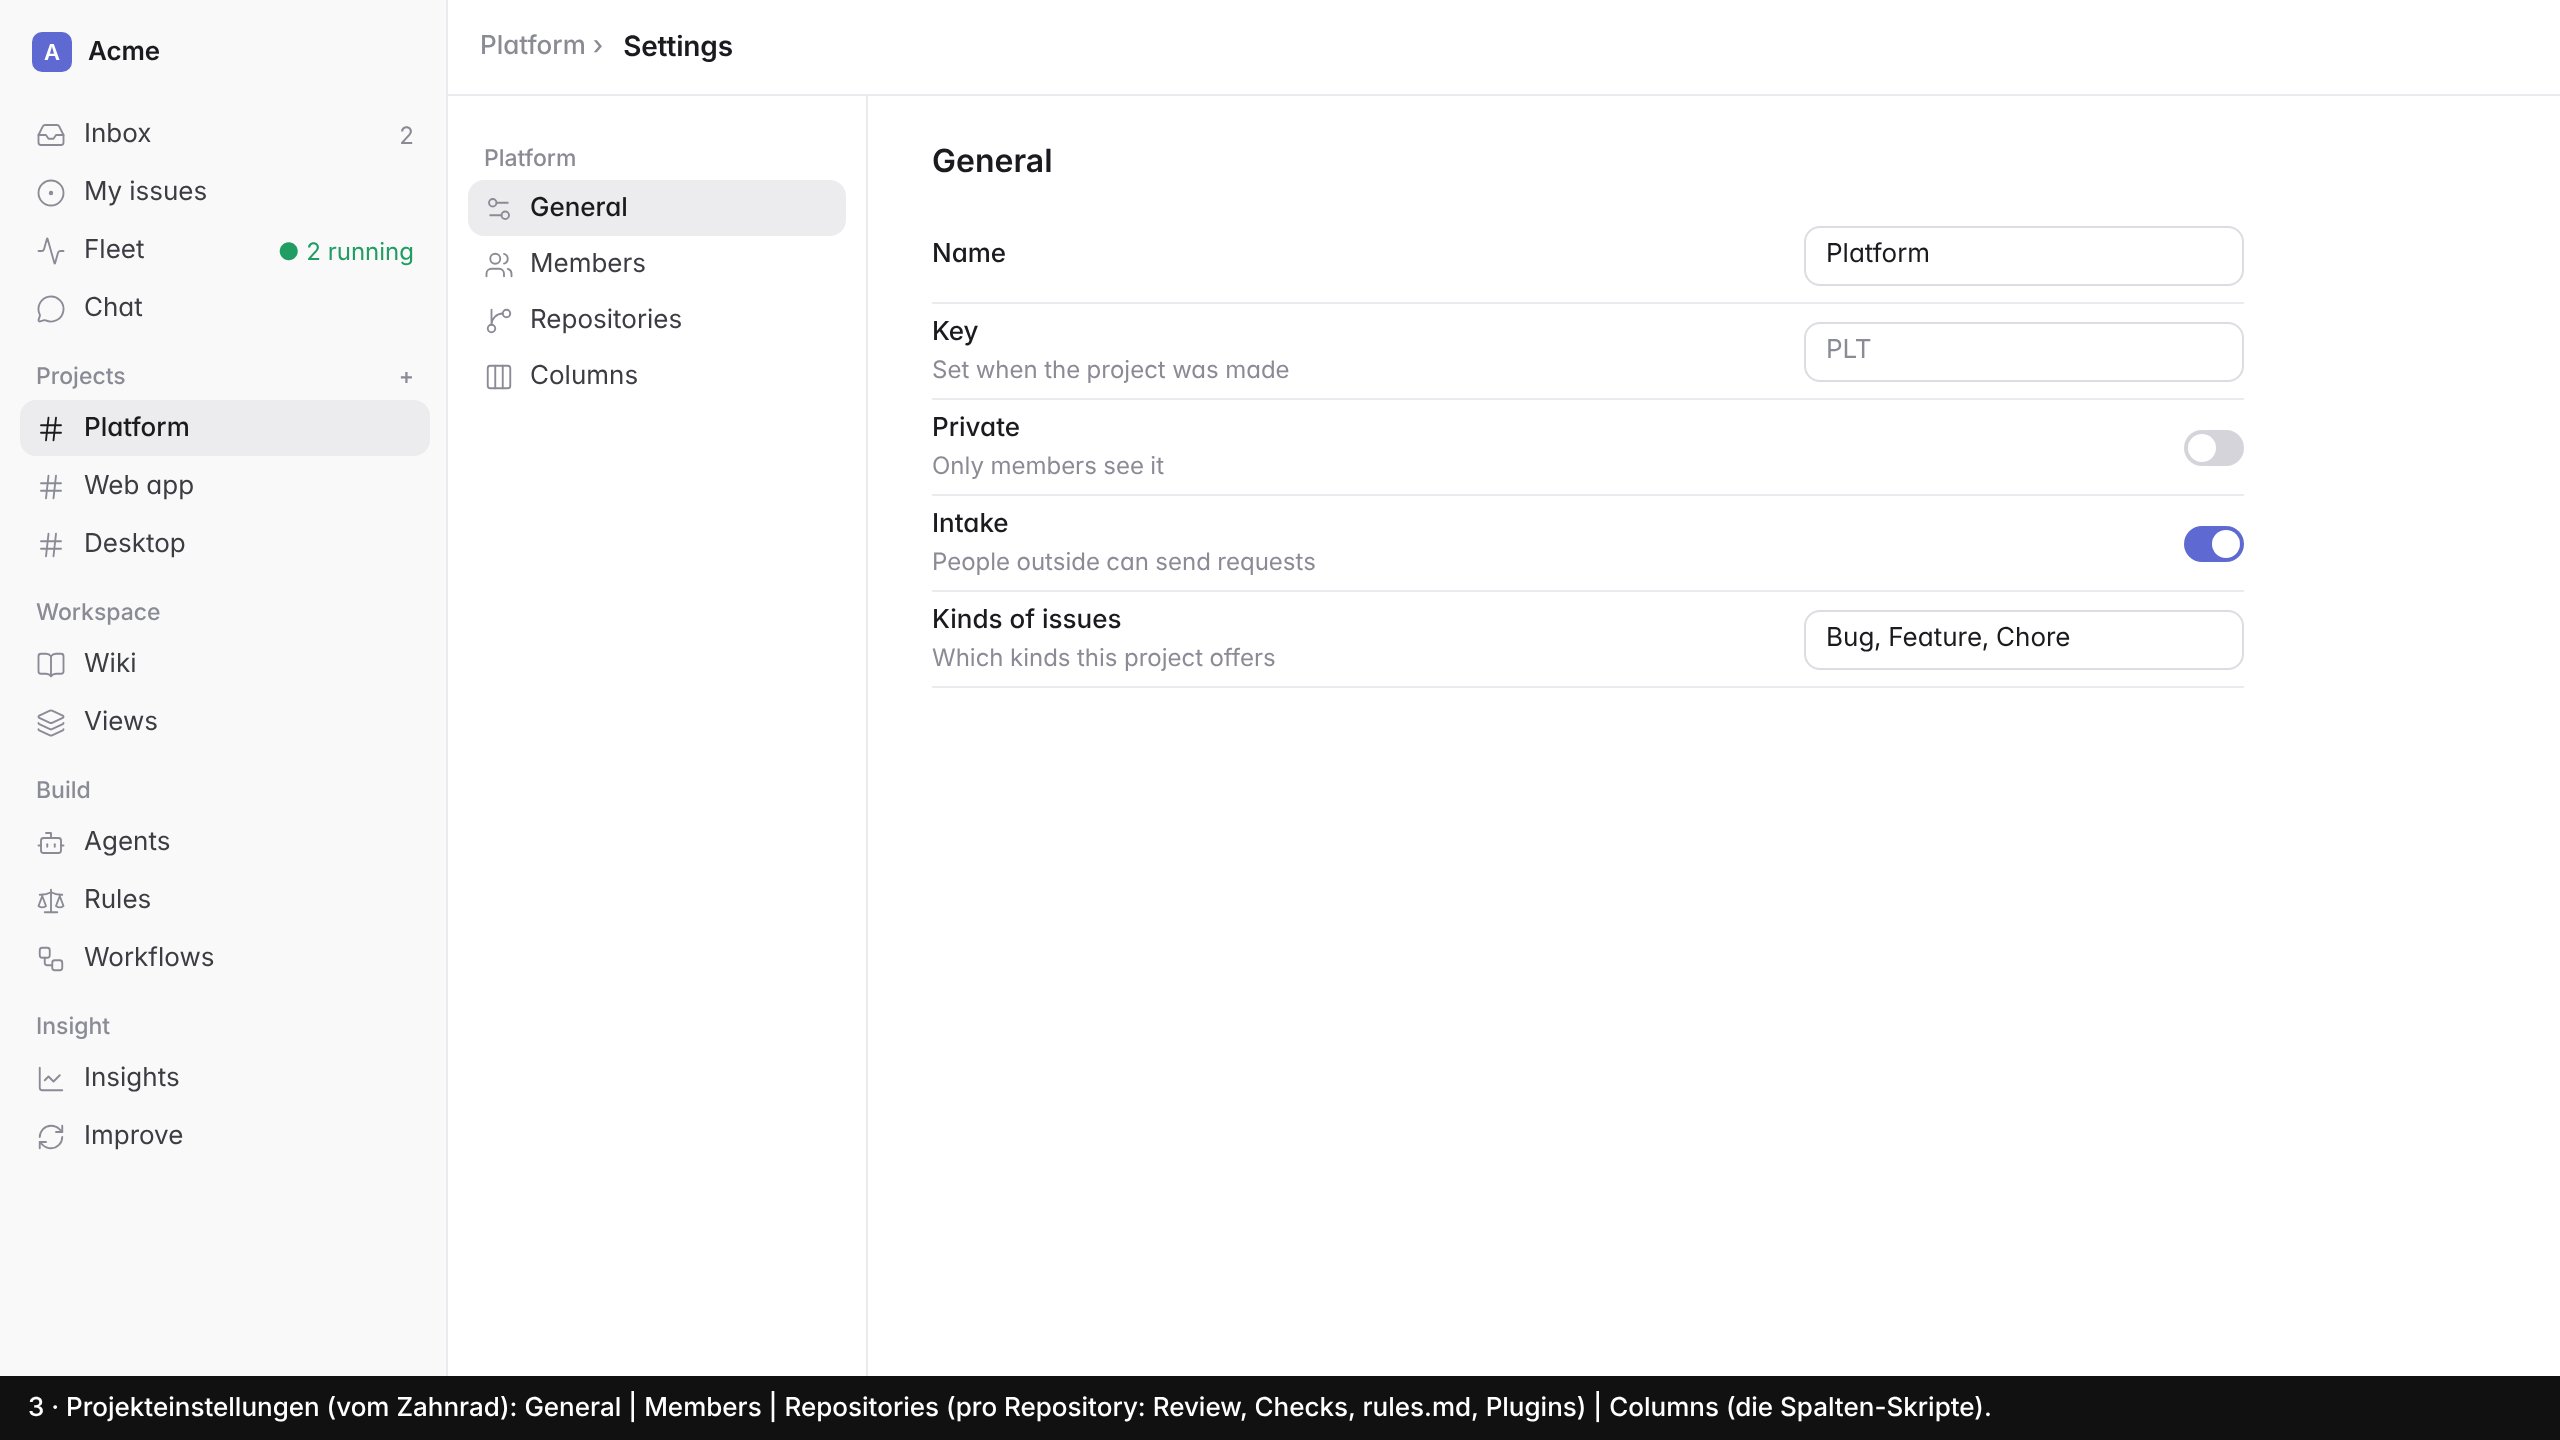 A Acme
Inbox 2
My issues
Fleet 2 running
Chat
Projects +
Platform
Web app
Desktop
Workspace
Wiki
Views
Build
Agents
Rules
Workflows
Insight
Insights
Improve
Platform › Settings
Platform
General
Members
Repositories
Columns
General
Name Platform
Key
Set when the project was made
PLT
Private
Only members see it
Intake
People outside can send requests
Kinds of issues
Which kinds this project offers
Bug, Feature, Chore
3 · Projekteinstellungen (vom Zahnrad): General | Members | Repositories (pro Repository: Review, Checks, rules.md, Plugins) | Columns (die Spalten-Skripte).